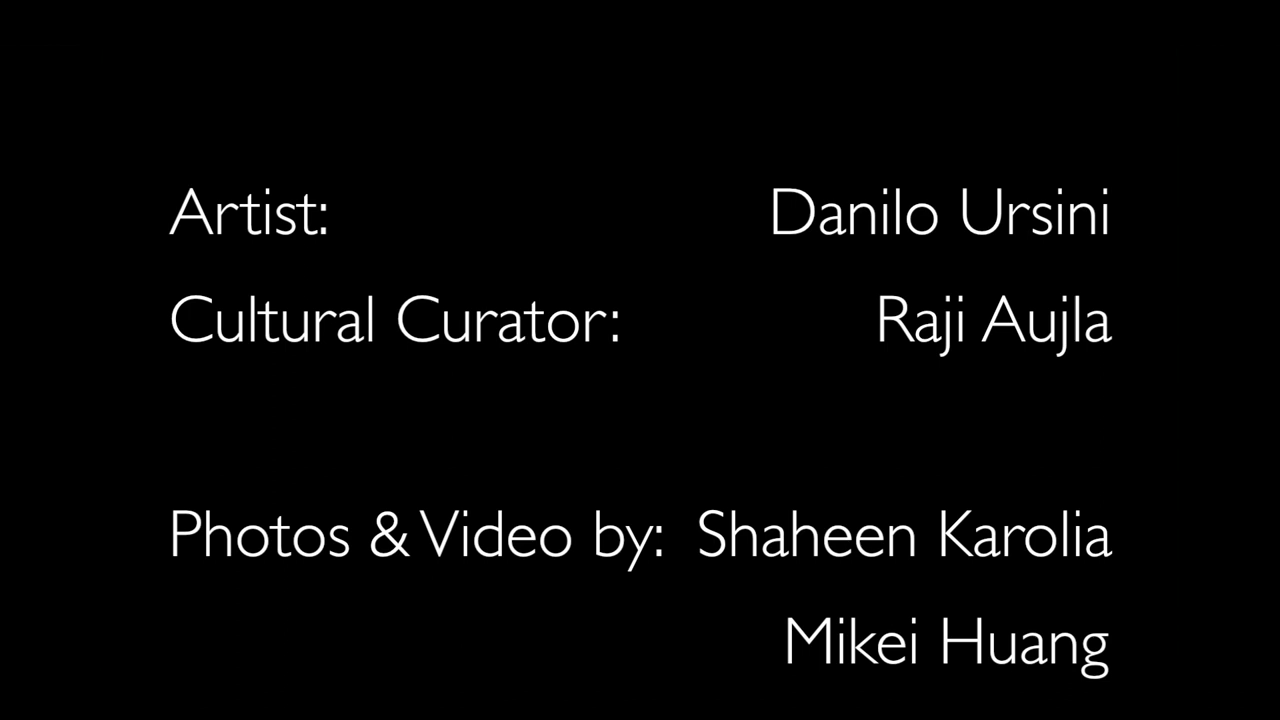 Artist: Danilo Ursini
Cultural Curator: Raji Aujla
Photos & Video by: Shaheen Karolia
Mikei Huang